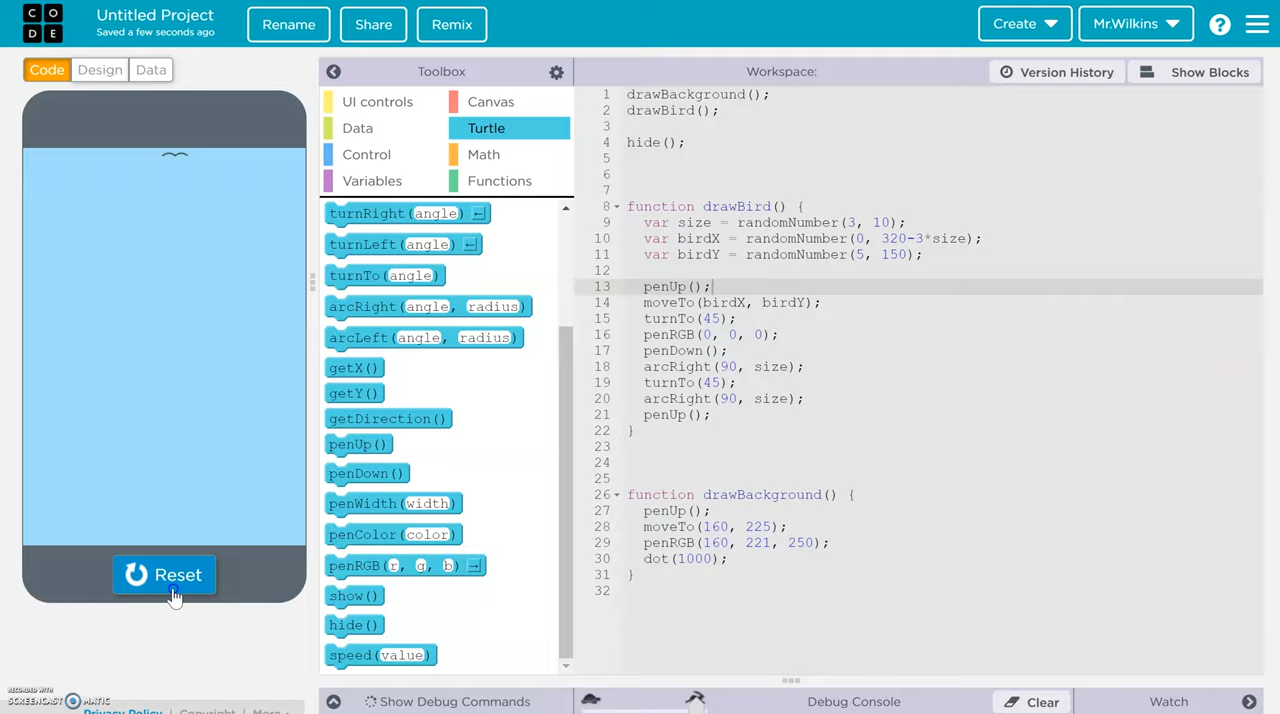 CODE
Untitled Project
Saved a few seconds ago
Rename
Share
Remix
Create
Mr.Wilkins
?
Code
Design
Data
Toolbox
Workspace:
Version History
Show Blocks
UI controls
Canvas
Data
Turtle
Control
Math
Variables
Functions
turnRight(angle)
turnLeft(angle)
turnTo(angle)
arcRight(angle, radius)
arcLeft(angle, radius)
getX()
getY()
getDirection()
penUp()
penDown()
penWidth(width)
penColor(color)
penRGB(r, g, b)
show()
hide()
speed(value)
1 drawBackground();
2 drawBird();
3
4 hide();
5
6
7
8 function drawBird() {
9 var size = randomNumber(3, 10);
10 var birdX = randomNumber(0, 320-3*size);
11 var birdY = randomNumber(5, 150);
12
13 penUp();
14 moveTo(birdX, birdY);
15 turnTo(45);
16 penRGB(0, 0, 0);
17 penDown();
18 arcRight(90, size);
19 turnTo(45);
20 arcRight(90, size);
21 penUp();
22 }
23
24
25
26 function drawBackground() {
27 penUp();
28 moveTo(160, 225);
29 penRGB(160, 221, 250);
30 dot(1000);
31 }
32
Reset
Show Debug Commands
Debug Console
Clear
Watch
RECORDED WITH
SCREENCAST MATIC
Privacy Policy
Copyright
More